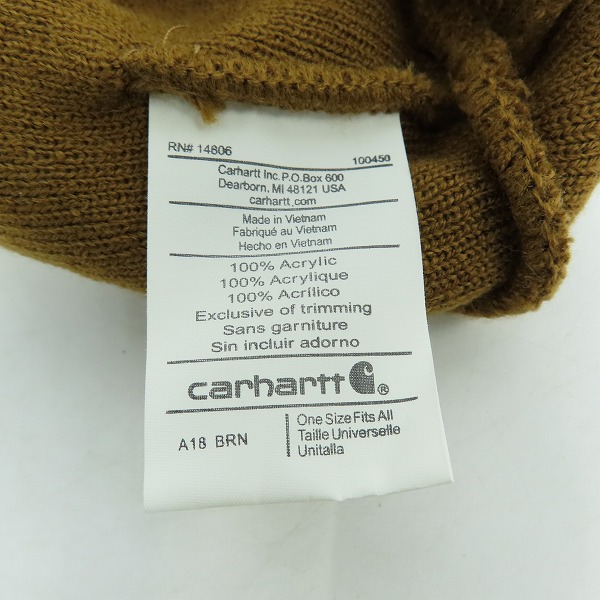 RN# 14806 100450
Carhartt Inc. P.O.Box 600
Dearborn, MI 48121 USA
carhartt.com
Made in Vietnam
Fabriqué au Vietnam
Hecho en Vietnam
100% Acrylic
100% Acrylique
100% Acrílico
Exclusive of trimming
Sans garniture
Sin incluir adorno
carhartt ®
A18 BRN
One Size Fits All
Taille Universelle
Unitalla